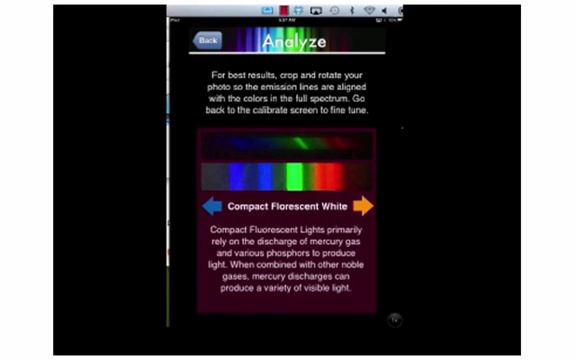 Back
Analyze
For best results, crop and rotate your
photo so the emission lines are aligned
with the colors in the full spectrum. Go
back to the calibrate screen to fine tune.
Compact Florescent White
Compact Fluorescent Lights primarily
rely on the discharge of mercury gas
and various phosphors to produce
light. When combined with other noble
gases, mercury discharges can
produce a variety of visible light.